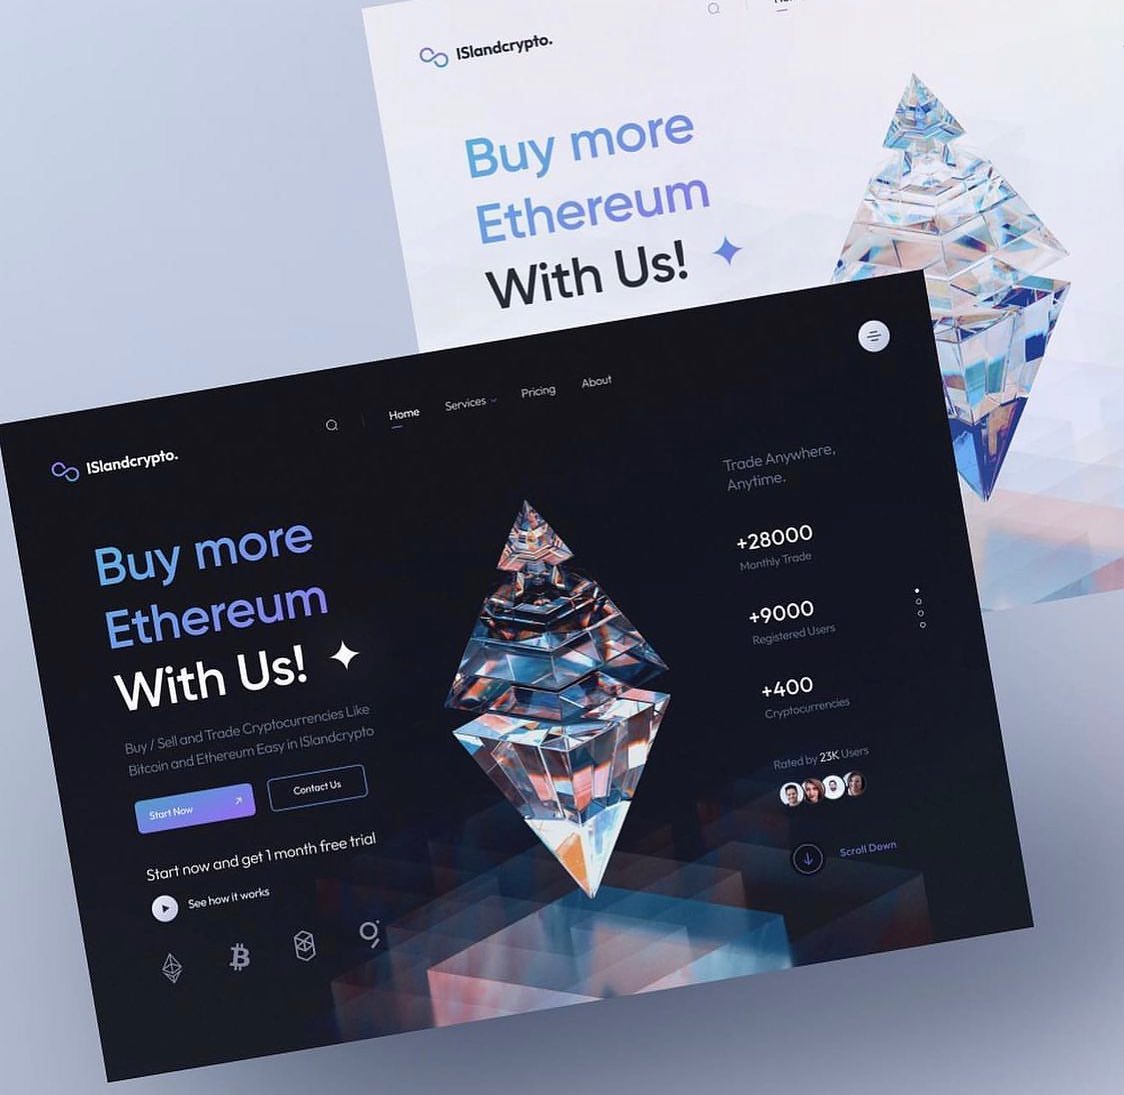 ISlandcrypto.
Buy more
Ethereum
With Us!
Home
Services
Pricing
About
ISlandcrypto.
Buy more
Ethereum
With Us!
Buy / Sell and Trade Cryptocurrencies Like
Bitcoin and Ethereum Easy in ISlandcrypto
Start Now
Contact Us
Start now and get 1 month free trial
See how it works
Trade Anywhere,
Anytime.
+28000
Monthly Trade
+9000
Registered Users
+400
Cryptocurrencies
Rated by 23K Users
Scroll Down